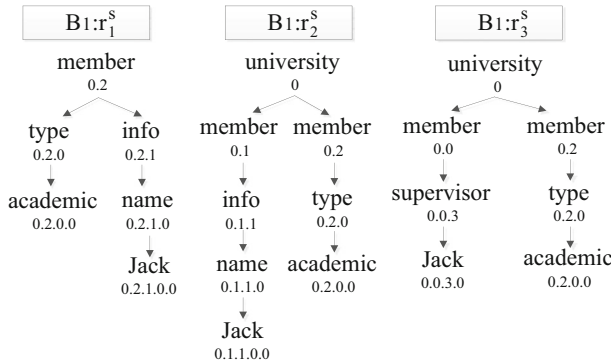 B1:r₁ˢ B1:r₂ˢ B1:r₃ˢ
member university university
0.2 0 0
type info member member member member
0.2.0 0.2.1 0.1 0.2 0.0 0.2
academic name info type supervisor type
0.2.0.0 0.2.1.0 0.1.1 0.2.0 0.0.3 0.2.0
Jack name academic Jack academic
0.2.1.0.0 0.1.1.0 0.2.0.0 0.0.3.0 0.2.0.0
Jack
0.1.1.0.0